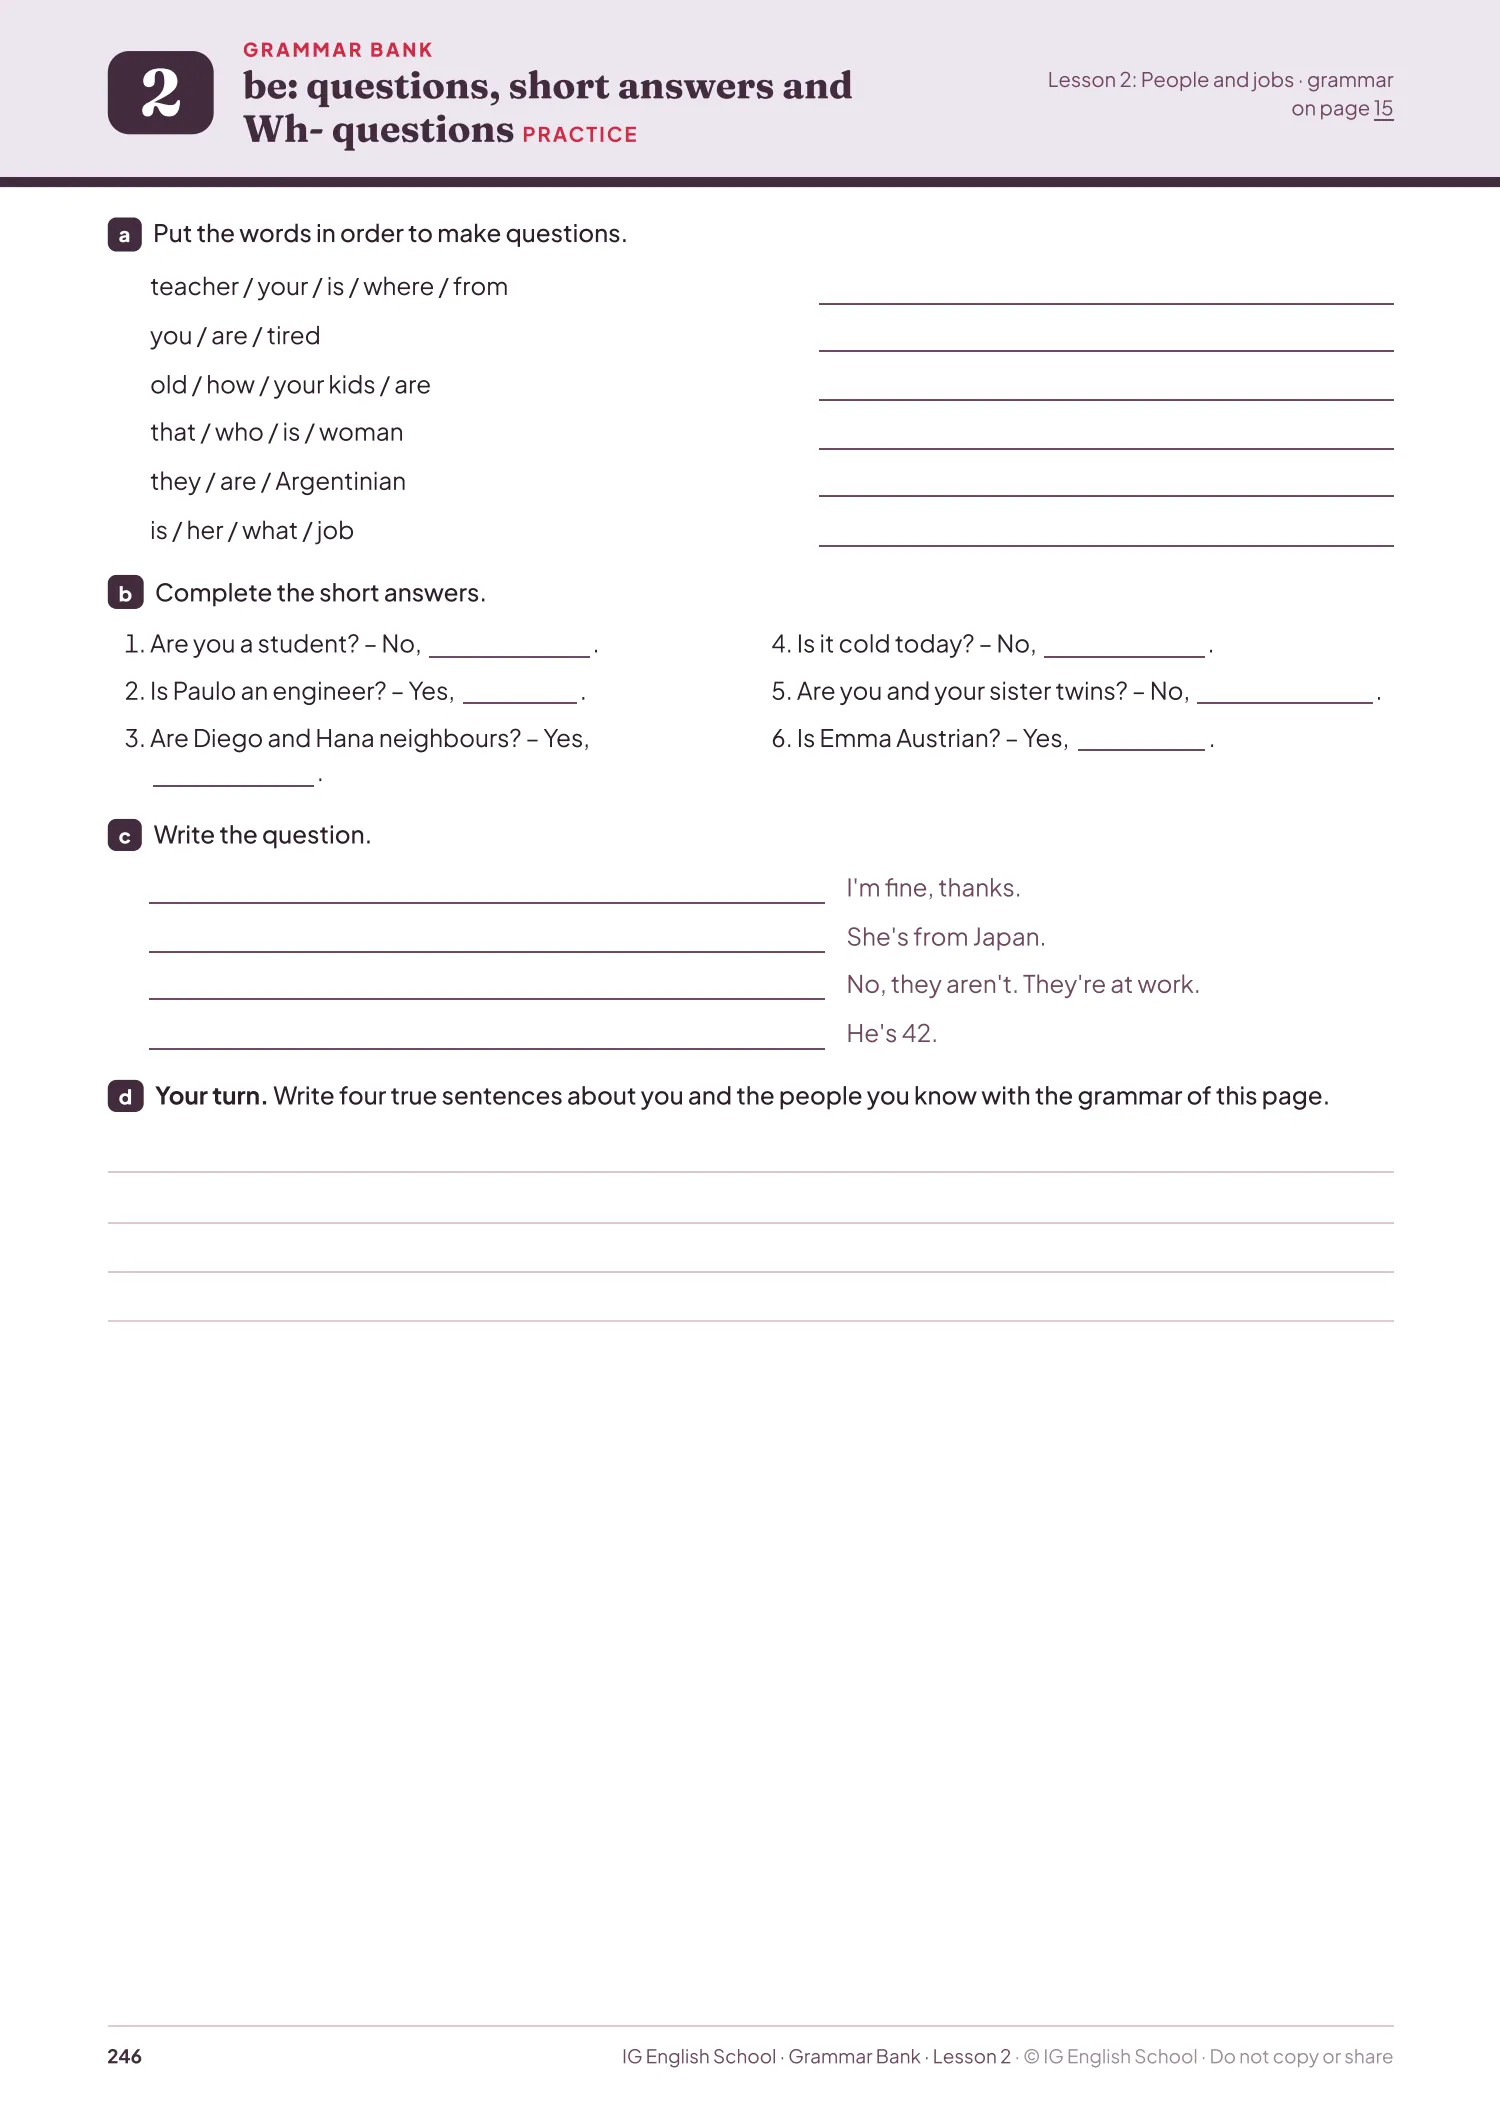 2
GRAMMAR BANK
be: questions, short answers and
Wh- questions PRACTICE
Lesson 2: People and jobs · grammar
on page 15
a Put the words in order to make questions.
teacher / your / is / where / from
you / are / tired
old / how / your kids / are
that / who / is / woman
they / are / Argentinian
is / her / what / job
b Complete the short answers.
1. Are you a student? – No, ____________.
2. Is Paulo an engineer? – Yes, _________.
3. Are Diego and Hana neighbours? – Yes,
____________.
4. Is it cold today? – No, ____________.
5. Are you and your sister twins? – No, _____________.
6. Is Emma Austrian? – Yes, __________.
c Write the question.
I'm fine, thanks.
She's from Japan.
No, they aren't. They're at work.
He's 42.
d Your turn. Write four true sentences about you and the people you know with the grammar of this page.
246
IG English School · Grammar Bank · Lesson 2 · © IG English School · Do not copy or share